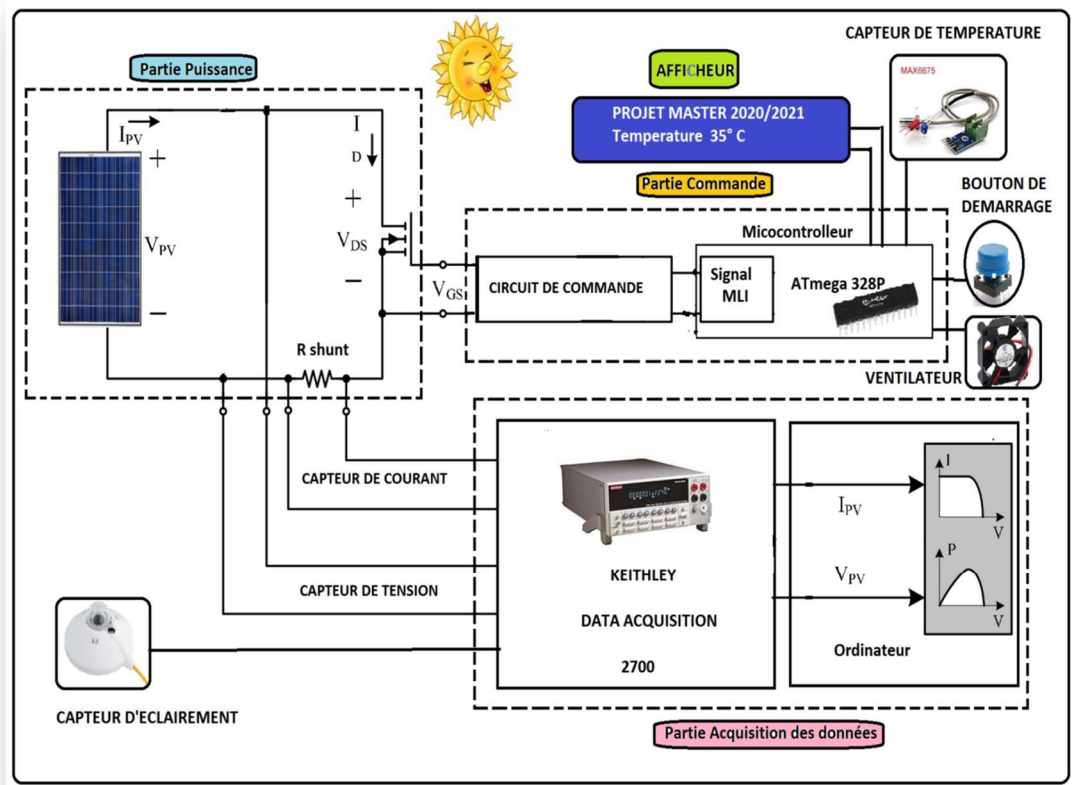 CAPTEUR DE TEMPERATURE
Partie Puissance
AFFICHEUR
MAX6675
PROJET MASTER 2020/2021
Temperature 35° C
I
D
IPV
+
VPV
−
+
VDS
−
VGS
Partie Commande
BOUTON DE
DEMARRAGE
Micocontrolleur
CIRCUIT DE COMMANDE
Signal
MLI
ATmega 328P
R shunt
VENTILATEUR
CAPTEUR DE COURANT
KEITHLEY
DATA ACQUISITION
2700
CAPTEUR DE TENSION
IPV
VPV
I
V
P
V
Ordinateur
CAPTEUR D'ECLAIREMENT
Partie Acquisition des données